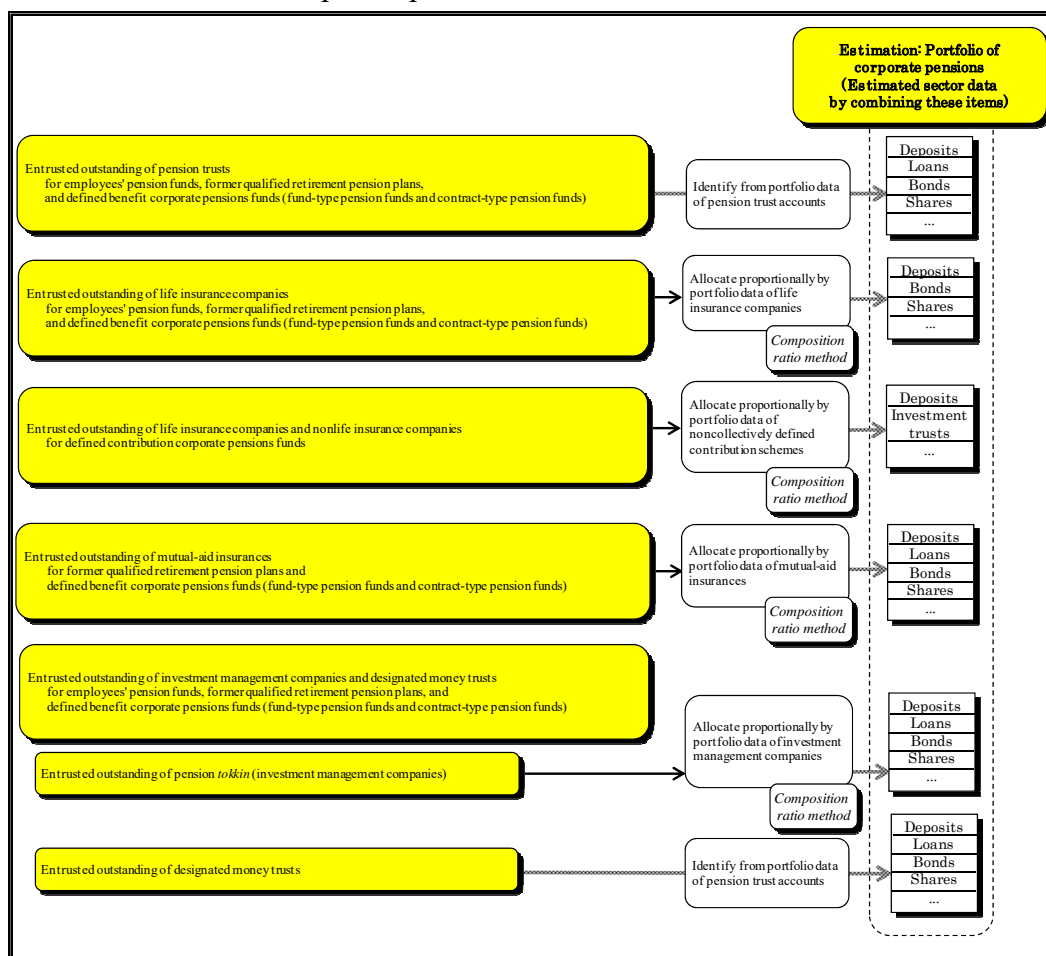 Estimation: Portfolio of
corporate pensions
(Estimated sector data
by combining these items)
Entrusted outstanding of pension trusts
for employees' pension funds, former qualified retirement pension plans,
and defined benefit corporate pensions funds (fund-type pension funds and contract-type pension funds)
Identify from portfolio data
of pension trust accounts
Deposits
Loans
Bonds
Shares
...
Entrusted outstanding of life insurance companies
for employees' pension funds, former qualified retirement pension plans,
and defined benefit corporate pensions funds (fund-type pension funds and contract-type pension funds)
Allocate proportionally by
portfolio data of life
insurance companies
Composition
ratio method
Deposits
Bonds
Shares
...
Entrusted outstanding of life insurance companies and nonlife insurance companies
for defined contribution corporate pensions funds
Allocate proportionally by
portfolio data of
noncollectively defined
contribution schemes
Composition
ratio method
Deposits
Investment
trusts
...
Entrusted outstanding of mutual-aid insurances
for former qualified retirement pension plans and
defined benefit corporate pensions funds (fund-type pension funds and contract-type pension funds)
Allocate proportionally by
portfolio data of mutual-aid
insurances
Composition
ratio method
Deposits
Loans
Bonds
Shares
...
Entrusted outstanding of investment management companies and designated money trusts
for employees' pension funds, former qualified retirement pension plans, and
defined benefit corporate pensions funds (fund-type pension funds and contract-type pension funds)
Entrusted outstanding of pension tokkin (investment management companies)
Allocate proportionally by
portfolio data of investment
management companies
Composition
ratio method
Deposits
Loans
Bonds
Shares
...
Entrusted outstanding of designated money trusts
Identify from portfolio data
of pension trust accounts
Deposits
Loans
Bonds
Shares
...